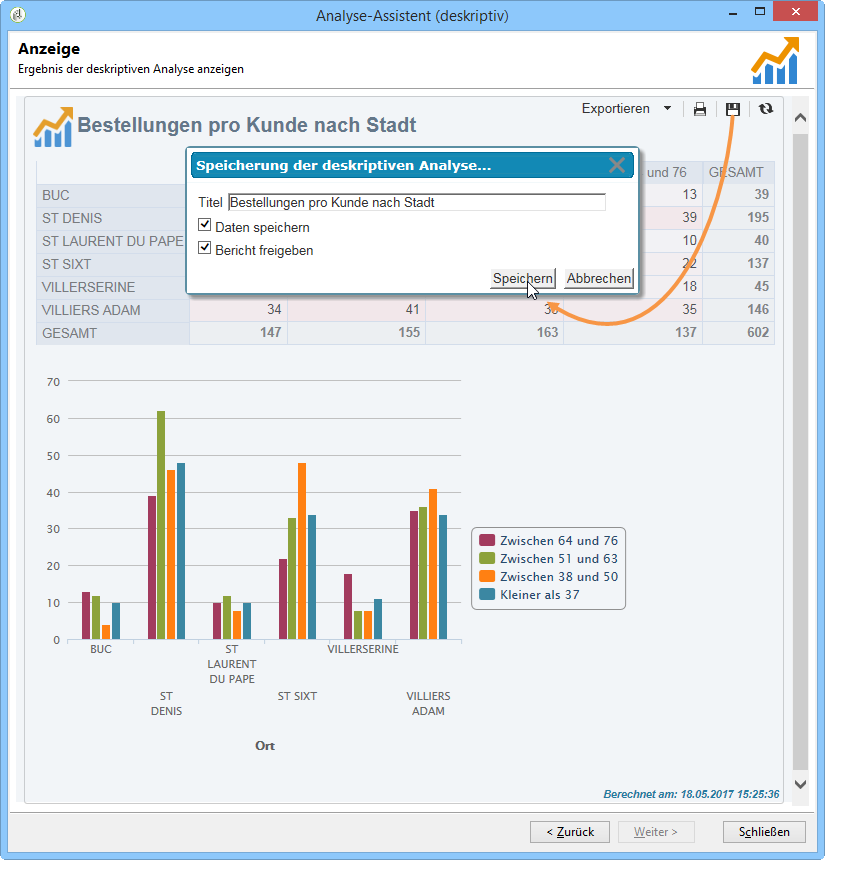 Analyse-Assistent (deskriptiv)
Anzeige
Ergebnis der deskriptiven Analyse anzeigen
Exportieren
Bestellungen pro Kunde nach Stadt
Speicherung der deskriptiven Analyse...
Titel Bestellungen pro Kunde nach Stadt
Daten speichern
Bericht freigeben
Speichern Abbrechen
und 76 GESAMT
BUC 13 39
ST DENIS 39 195
ST LAURENT DU PAPE 10 40
ST SIXT 22 137
VILLERSERINE 18 45
VILLIERS ADAM 34 41 36 35 146
GESAMT 147 155 163 137 602
70
60
50
40
30
20
10
0
BUC
ST
DENIS
ST
LAURENT
DU PAPE
ST SIXT
VILLERSERINE
VILLIERS
ADAM
Ort
Zwischen 64 und 76
Zwischen 51 und 63
Zwischen 38 und 50
Kleiner als 37
Berechnet am: 18.05.2017 15:25:36
< Zurück Weiter > Schließen